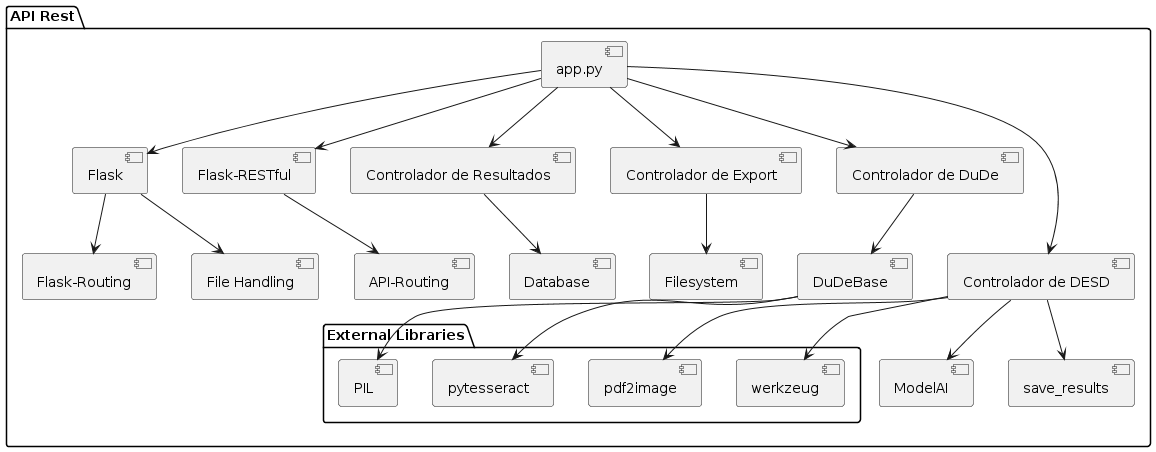 API Rest
app.py
Flask
Flask-RESTful
Controlador de Resultados
Controlador de Export
Controlador de DuDe
Flask-Routing
File Handling
API-Routing
Database
Filesystem
DuDeBase
Controlador de DESD
External Libraries
PIL
pytesseract
pdf2image
werkzeug
ModelAI
save_results